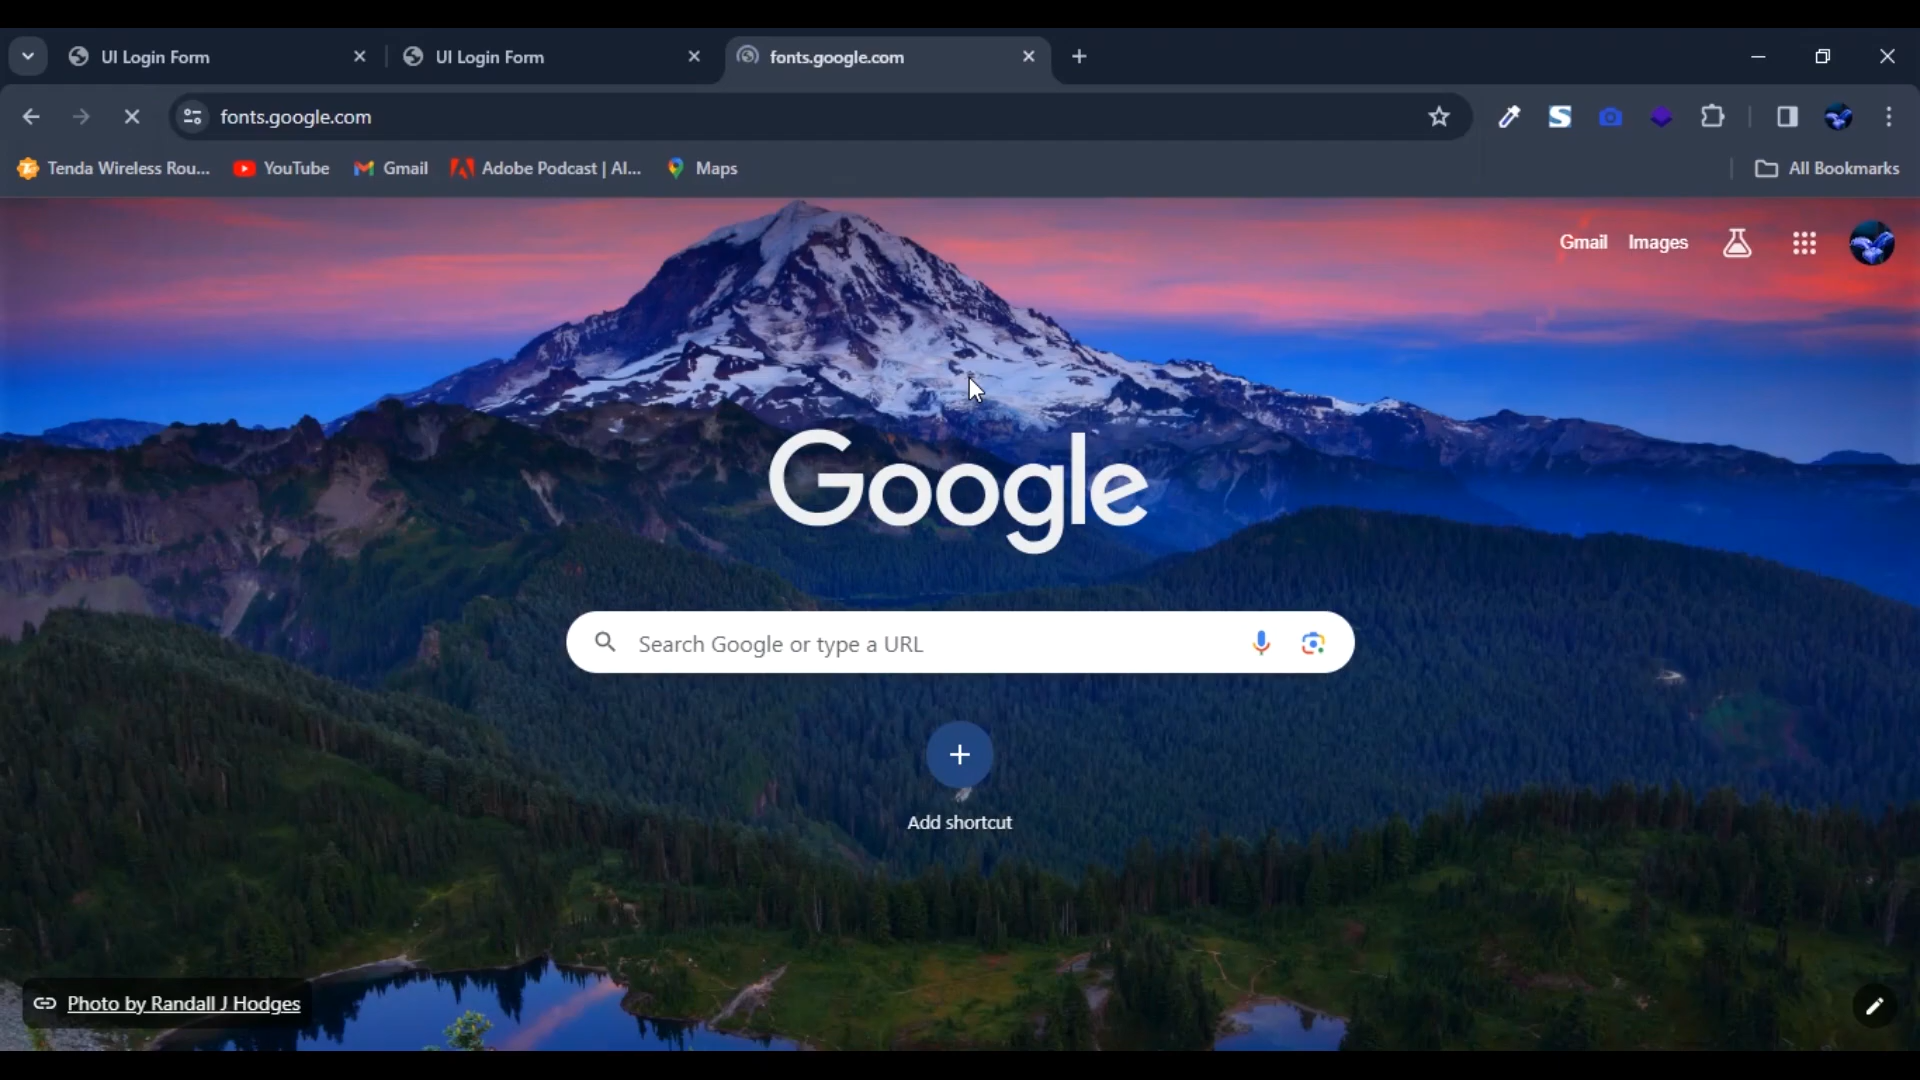 UI Login Form
UI Login Form
fonts.google.com
fonts.google.com
Tenda Wireless Rou...
YouTube
Gmail
Adobe Podcast | AI...
Maps
All Bookmarks
Gmail
Images
Google
Search Google or type a URL
Add shortcut
Photo by Randall J Hodges